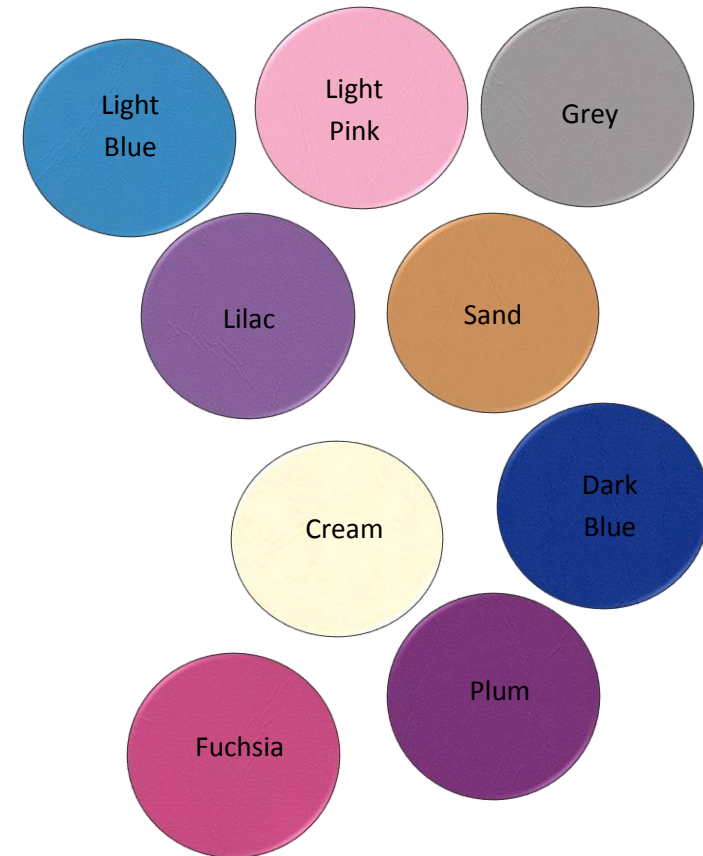 Light
Blue
Light
Pink
Grey
Lilac
Sand
Dark
Blue
Cream
Plum
Fuchsia